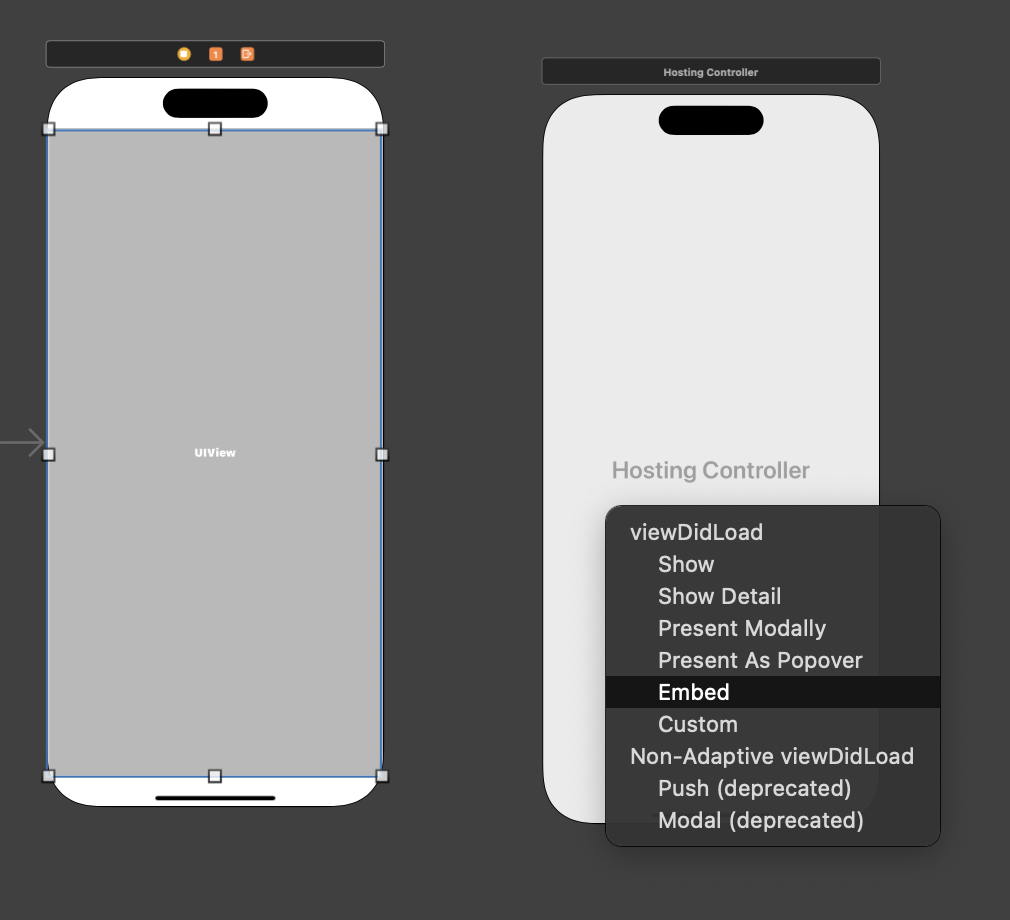 1
Hosting Controller
UIView
Hosting Controller
viewDidLoad
Show
Show Detail
Present Modally
Present As Popover
Embed
Custom
Non-Adaptive viewDidLoad
Push (deprecated)
Modal (deprecated)